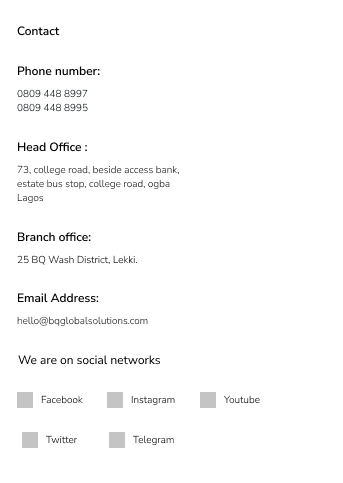 Contact
Phone number:
0809 448 8997
0809 448 8995
Head Office :
73, college road, beside access bank,
estate bus stop, college road, ogba
Lagos
Branch office:
25 BQ Wash District, Lekki.
Email Address:
hello@bqglobalsolutions.com
We are on social networks
Facebook Instagram Youtube
Twitter Telegram